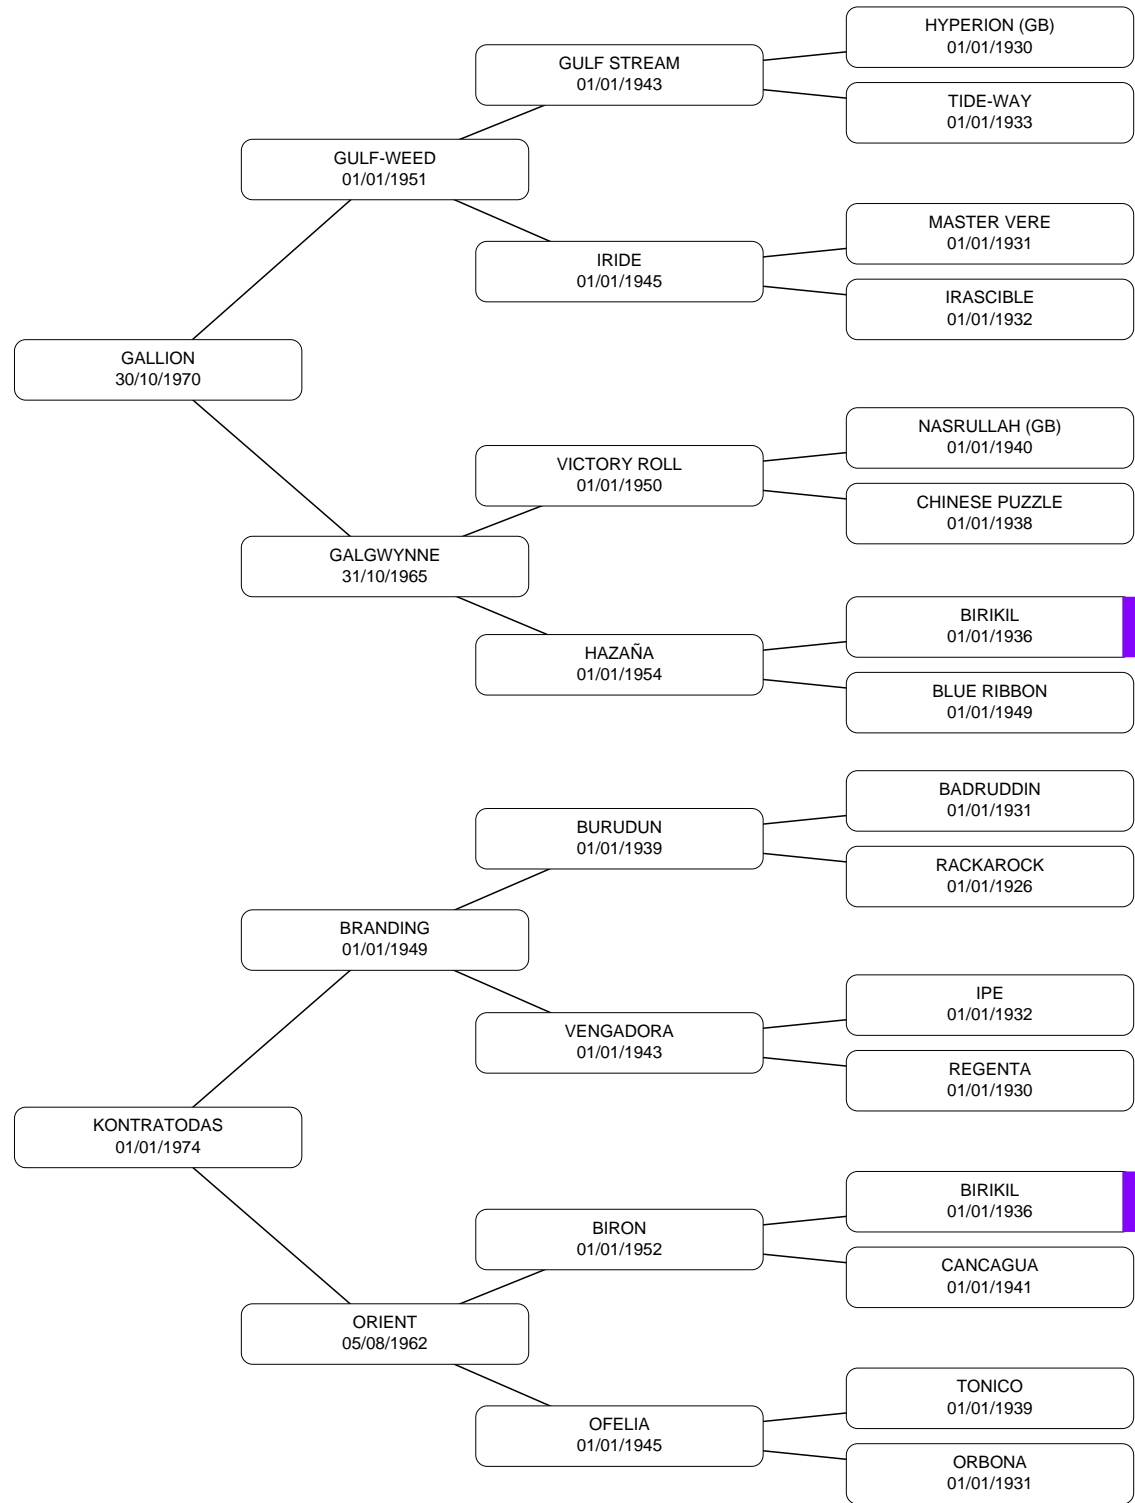 HYPERION (GB)
01/01/1930
GULF STREAM
01/01/1943
TIDE-WAY
01/01/1933
GULF-WEED
01/01/1951
MASTER VERE
01/01/1931
IRIDE
01/01/1945
IRASCIBLE
01/01/1932
GALLION
30/10/1970
NASRULLAH (GB)
01/01/1940
VICTORY ROLL
01/01/1950
CHINESE PUZZLE
01/01/1938
GALGWYNNE
31/10/1965
BIRIKIL
01/01/1936
HAZAÑA
01/01/1954
BLUE RIBBON
01/01/1949
BADRUDDIN
01/01/1931
BURUDUN
01/01/1939
RACKAROCK
01/01/1926
BRANDING
01/01/1949
IPE
01/01/1932
VENGADORA
01/01/1943
REGENTA
01/01/1930
KONTRATODAS
01/01/1974
BIRIKIL
01/01/1936
BIRON
01/01/1952
CANCAGUA
01/01/1941
ORIENT
05/08/1962
TONICO
01/01/1939
OFELIA
01/01/1945
ORBONA
01/01/1931